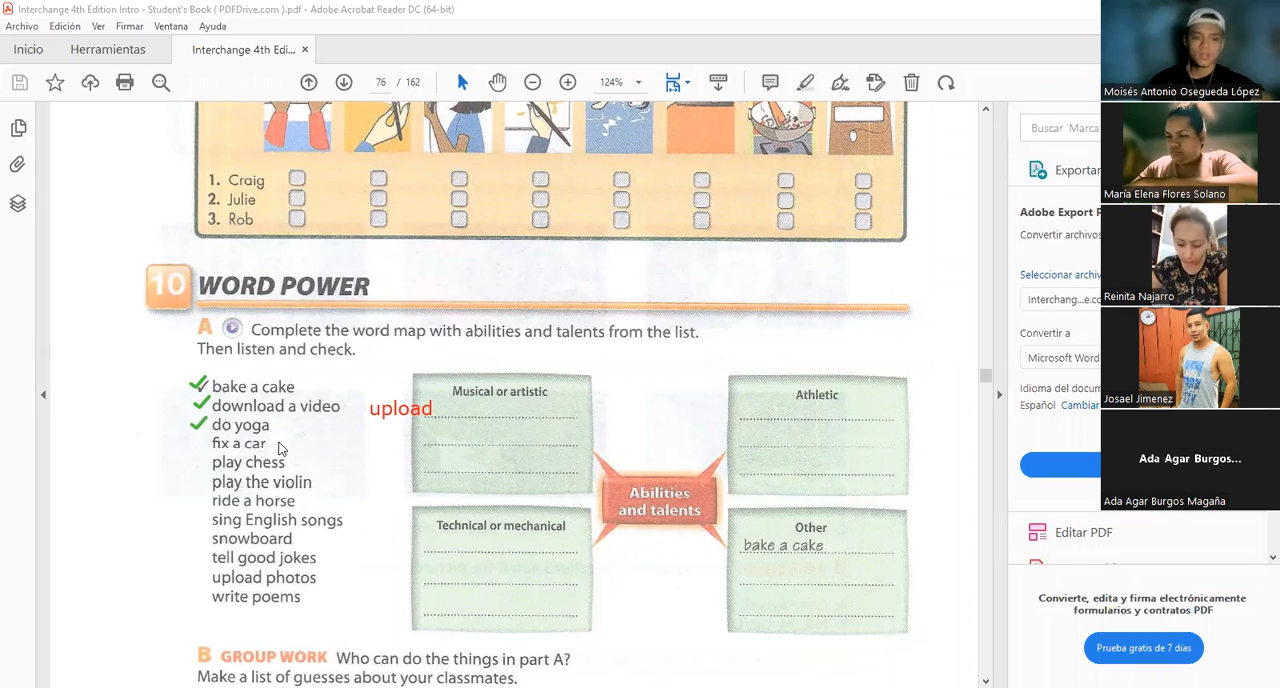 Interchange 4th Edition Intro - Student's Book ( PDFDrive.com ).pdf - Adobe Acrobat Reader DC (64-bit)
Archivo Edición Ver Firmar Ventana Ayuda
Inicio Herramientas Interchange 4th Edi... ×
76 / 162 124%
1. Craig
2. Julie
3. Rob
10 WORD POWER
A Complete the word map with abilities and talents from the list.
Then listen and check.
bake a cake
download a video
do yoga
fix a car
play chess
play the violin
ride a horse
sing English songs
snowboard
tell good jokes
upload photos
write poems
upload
Musical or artistic
Athletic
Abilities
and talents
Technical or mechanical
Other
bake a cake
B GROUP WORK Who can do the things in part A?
Make a list of guesses about your classmates.
Buscar 'Marca
Exportar
Adobe Export P
Convertir archivos
Seleccionar archiv
Interchang...e.co
Convertir a
Microsoft Word
Idioma del docum
Español Cambiar
Editar PDF
Convierte, edita y firma electrónicamente
formularios y contratos PDF
Prueba gratis de 7 días
Moisés Antonio Osegueda López
María Elena Flores Solano
Reinita Najarro
Josael Jimenez
Ada Agar Burgos...
Ada Agar Burgos Magaña